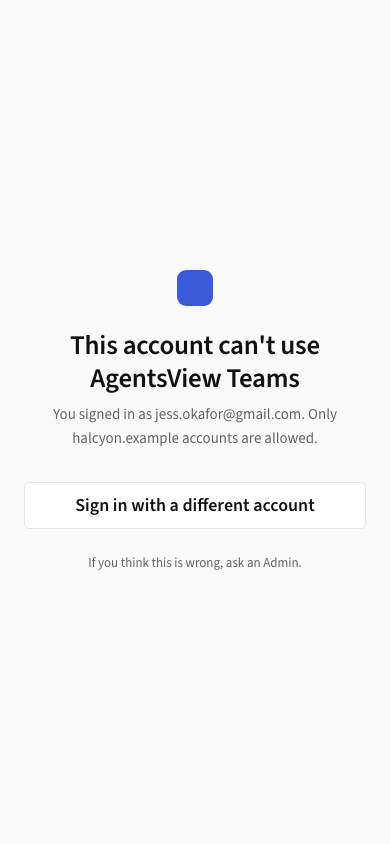 This account can't use
AgentsView Teams
You signed in as jess.okafor@gmail.com. Only
halcyon.example accounts are allowed.
Sign in with a different account
If you think this is wrong, ask an Admin.